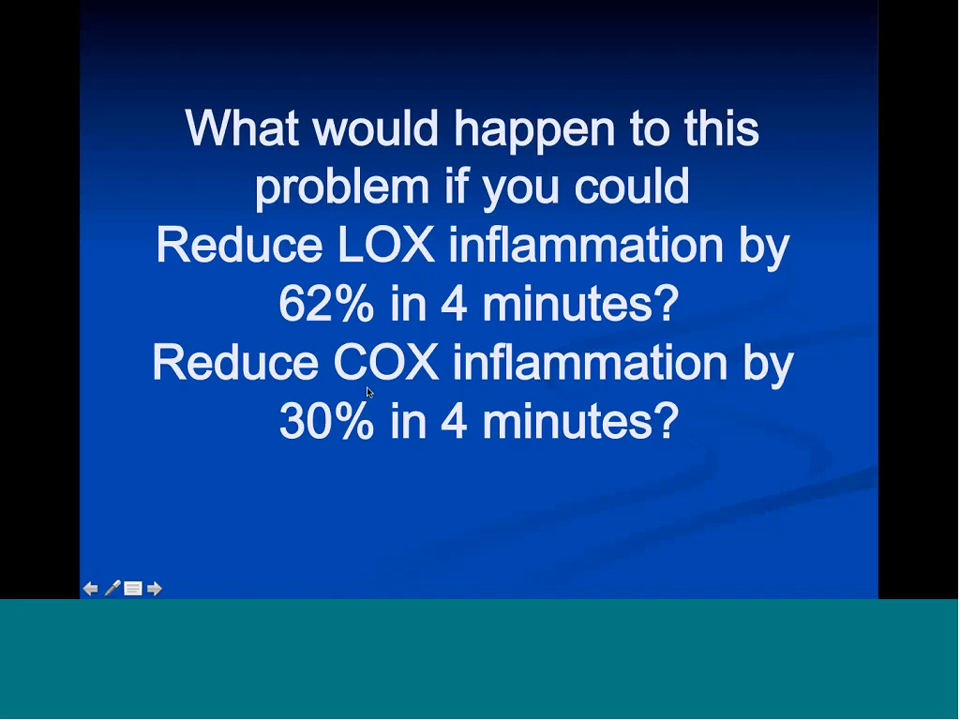 What would happen to this
problem if you could
Reduce LOX inflammation by
62% in 4 minutes?
Reduce COX inflammation by
30% in 4 minutes?